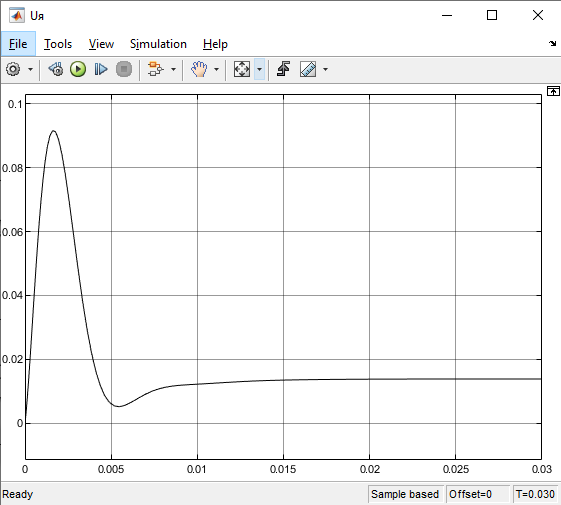 Uя
File Tools View Simulation Help
0.1
0.08
0.06
0.04
0.02
0
0 0.005 0.01 0.015 0.02 0.025 0.03
Ready Sample based Offset=0 T=0.030